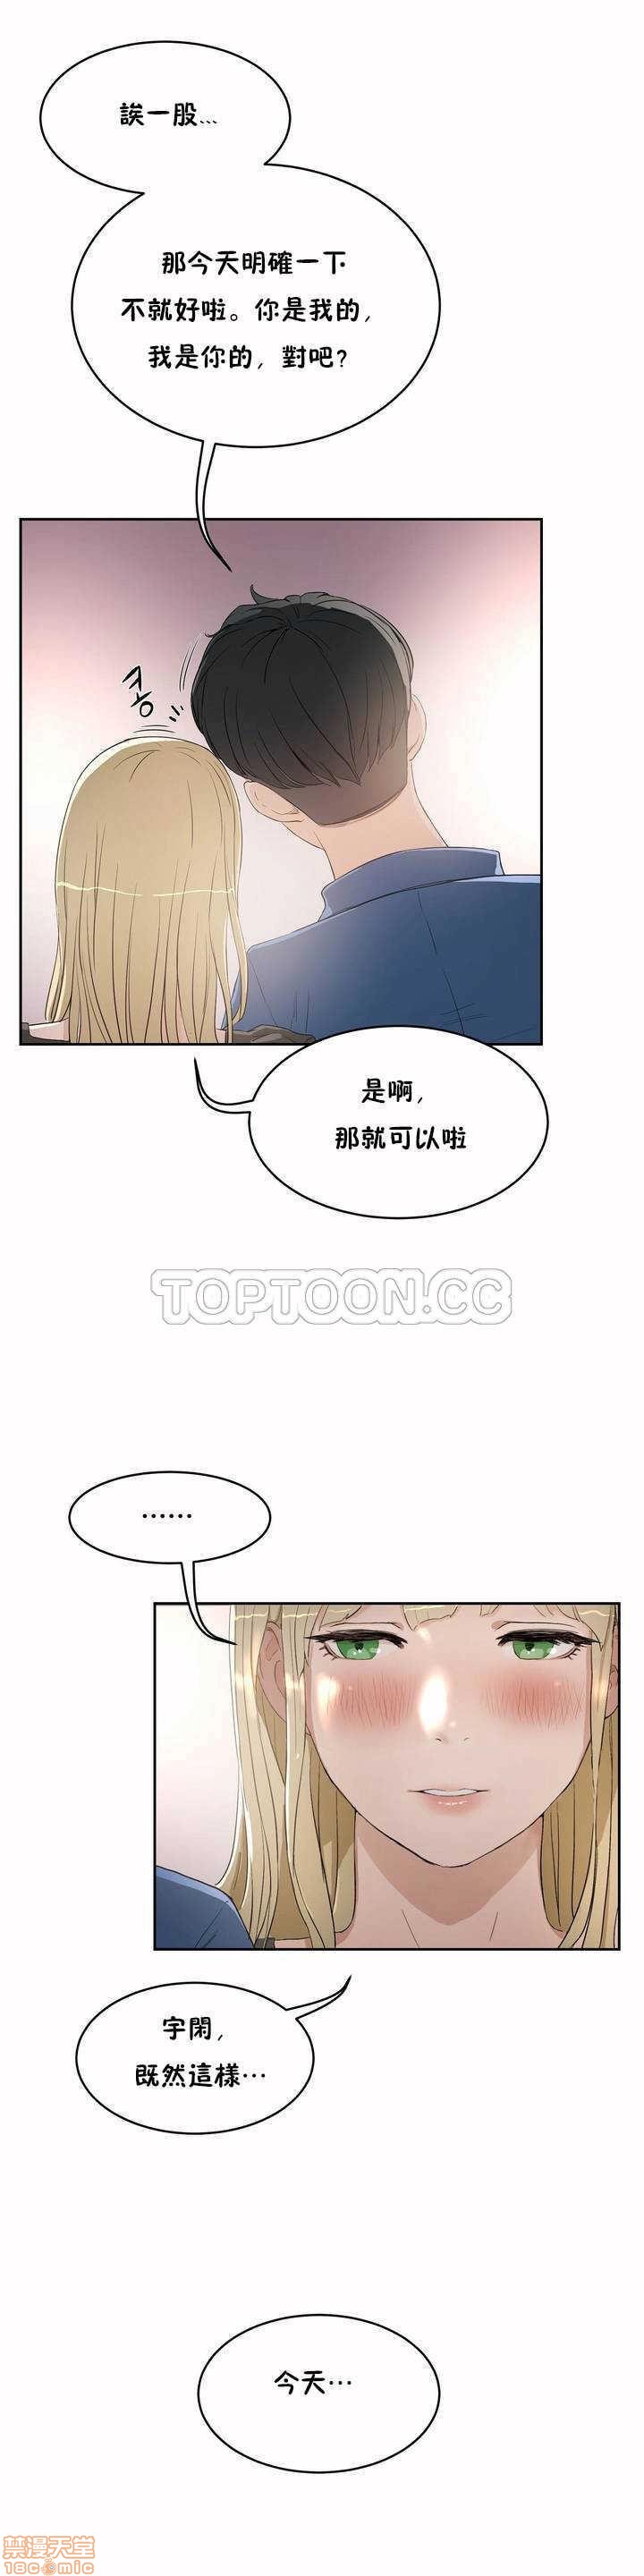 誒一股...
那今天明確一下
不就好啦。你是我的,
我是你的, 對吧?
쿵
是啊,
那就可以啦
TOPTOON.CC
……
宇閑,
既然這樣…
今天…
禁漫天堂
18comic